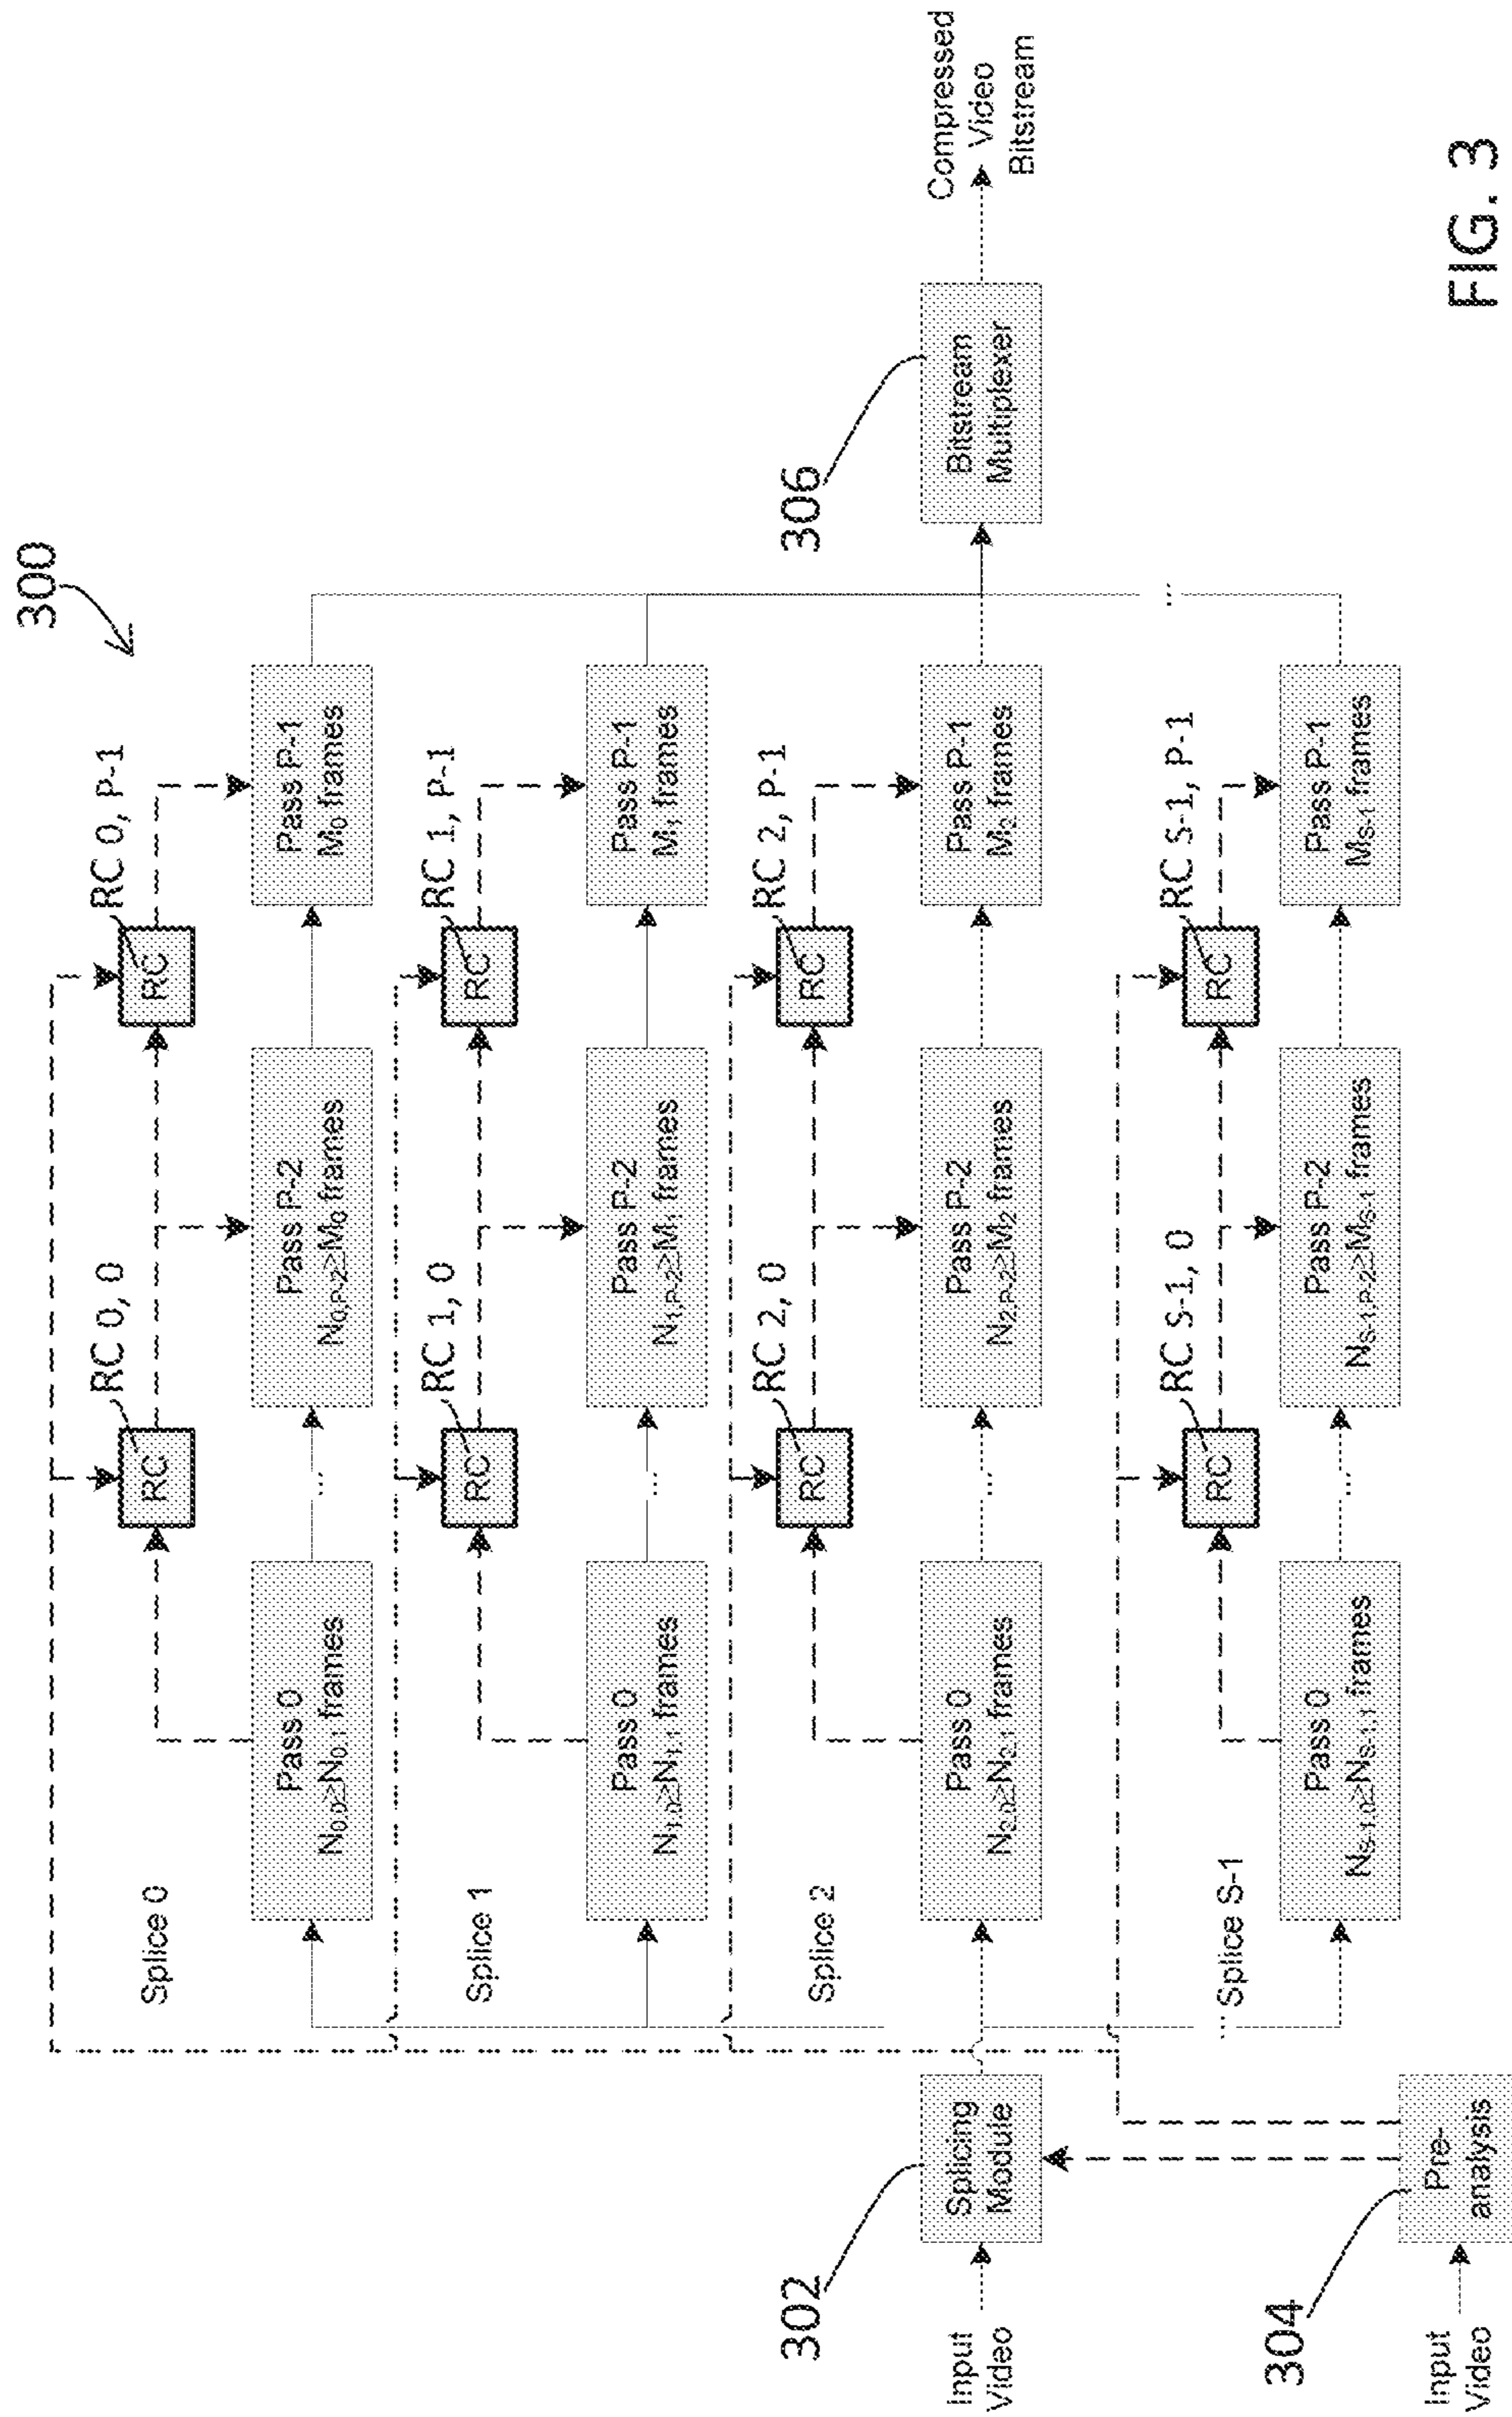 300
RC 0, 0
RC 0, P-1
RC
RC
Splice 0
Pass 0
N0,0≥N0,1 frames
...
Pass P-2
N0,P-2≥M0 frames
Pass P-1
M0 frames
RC 1, 0
RC 1, P-1
RC
RC
Splice 1
Pass 0
N1,0≥N1,1 frames
...
Pass P-2
N1,P-2≥M1 frames
Pass P-1
M1 frames
RC 2, 0
RC 2, P-1
302
306
RC
RC
Splice 2
Input
Video
Splicing
Module
Pass 0
N2,0≥N2,1 frames
...
Pass P-2
N2,P-2≥M2 frames
Pass P-1
M2 frames
Bitstream
Multiplexer
Compressed
Video
Bitstream
...
RC S-1, 0
RC S-1, P-1
RC
RC
... Splice S-1
304
Pass 0
NS-1,0≥NS-1,1 frames
...
Pass P-2
NS-1,P-2≥MS-1 frames
Pass P-1
MS-1 frames
Input
Video
Pre-
analysis
FIG. 3